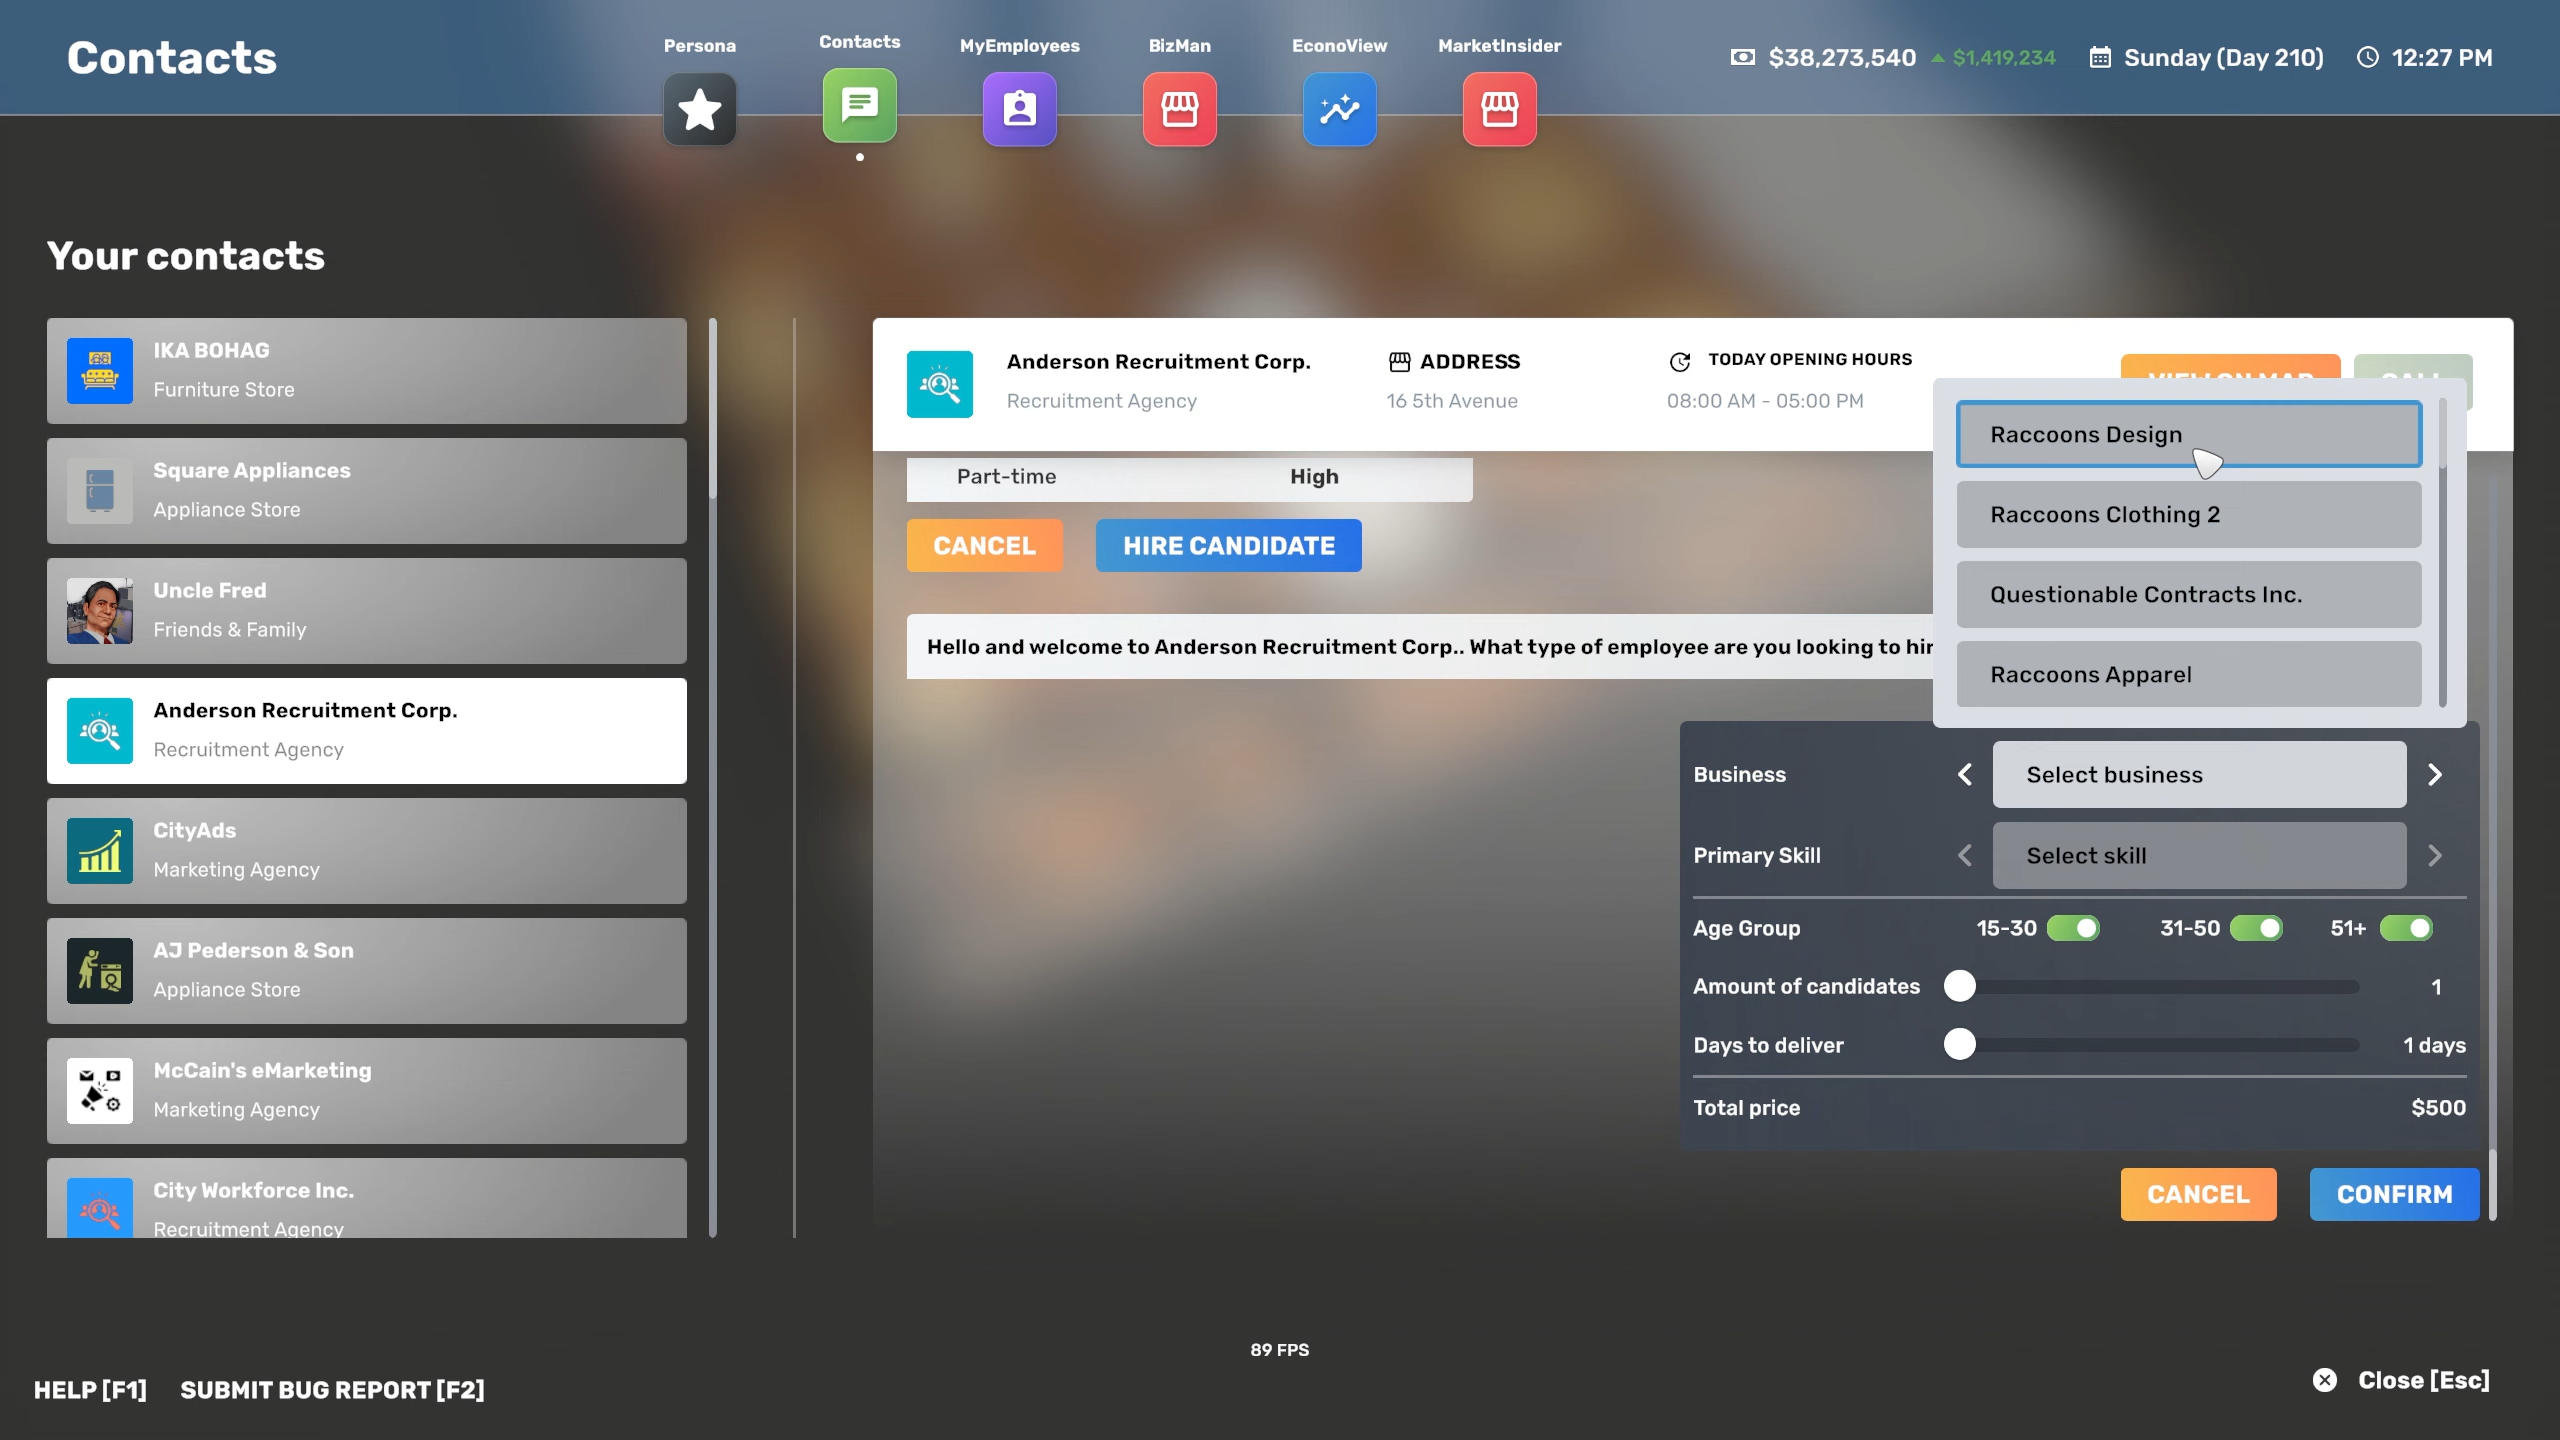 Contacts
Persona
Contacts
MyEmployees
BizMan
EconoView
MarketInsider
$38,273,540
$1,419,234
Sunday (Day 210)
12:27 PM
Your contacts
IKA BOHAG
Furniture Store
Square Appliances
Appliance Store
Uncle Fred
Friends & Family
Anderson Recruitment Corp.
Recruitment Agency
CityAds
Marketing Agency
AJ Pederson & Son
Appliance Store
McCain's eMarketing
Marketing Agency
City Workforce Inc.
Recruitment Agency
Anderson Recruitment Corp.
Recruitment Agency
ADDRESS
16 5th Avenue
TODAY OPENING HOURS
08:00 AM - 05:00 PM
VIEW ON MAP
CALL
Part-time
High
CANCEL
HIRE CANDIDATE
Hello and welcome to Anderson Recruitment Corp.. What type of employee are you looking to hir
Raccoons Design
Raccoons Clothing 2
Questionable Contracts Inc.
Raccoons Apparel
Business
Select business
Primary Skill
Select skill
Age Group
15-30
31-50
51+
Amount of candidates
1
Days to deliver
1 days
Total price
$500
CANCEL
CONFIRM
89 FPS
HELP [F1]
SUBMIT BUG REPORT [F2]
Close [Esc]